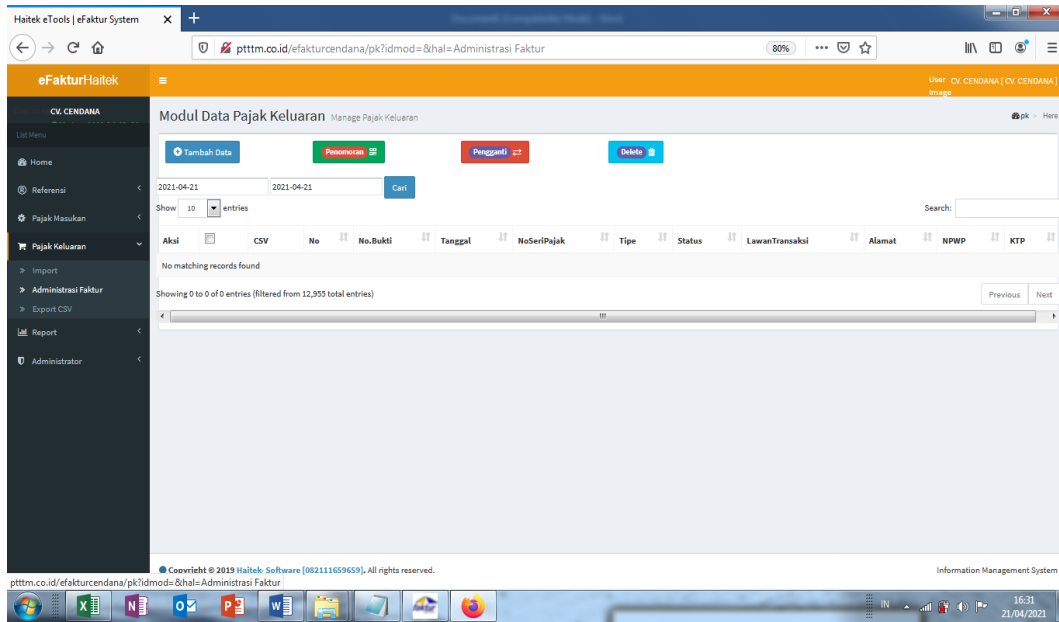 Haitek eTools | eFaktur System
ptttm.co.id/efakturcendana/pk?idmod=&hal=Administrasi Faktur
80%
eFakturHaitek
User Image
CV. CENDANA [ CV. CENDANA ]
CV. CENDANA
Modul Data Pajak Keluaran Manage Pajak Keluaran
pk > Here
List Menu
Home
Referensi
Pajak Masukan
Pajak Keluaran
Import
Administrasi Faktur
Export CSV
Report
Administrator
Tambah Data
Penomoran
Pengganti
Delete
2021-04-21 2021-04-21 Cari
Show 10 entries
Search:
Aksi CSV No No.Bukti Tanggal NoSeriPajak Tipe Status LawanTransaksi Alamat NPWP KTP
No matching records found
Showing 0 to 0 of 0 entries (filtered from 12,955 total entries)
Previous Next
Copyright © 2019 Haitek- Software [082111659659]. All rights reserved.
Information Management System
ptttm.co.id/efakturcendana/pk?idmod=&hal=Administrasi Faktur
IN
16:31
21/04/2021